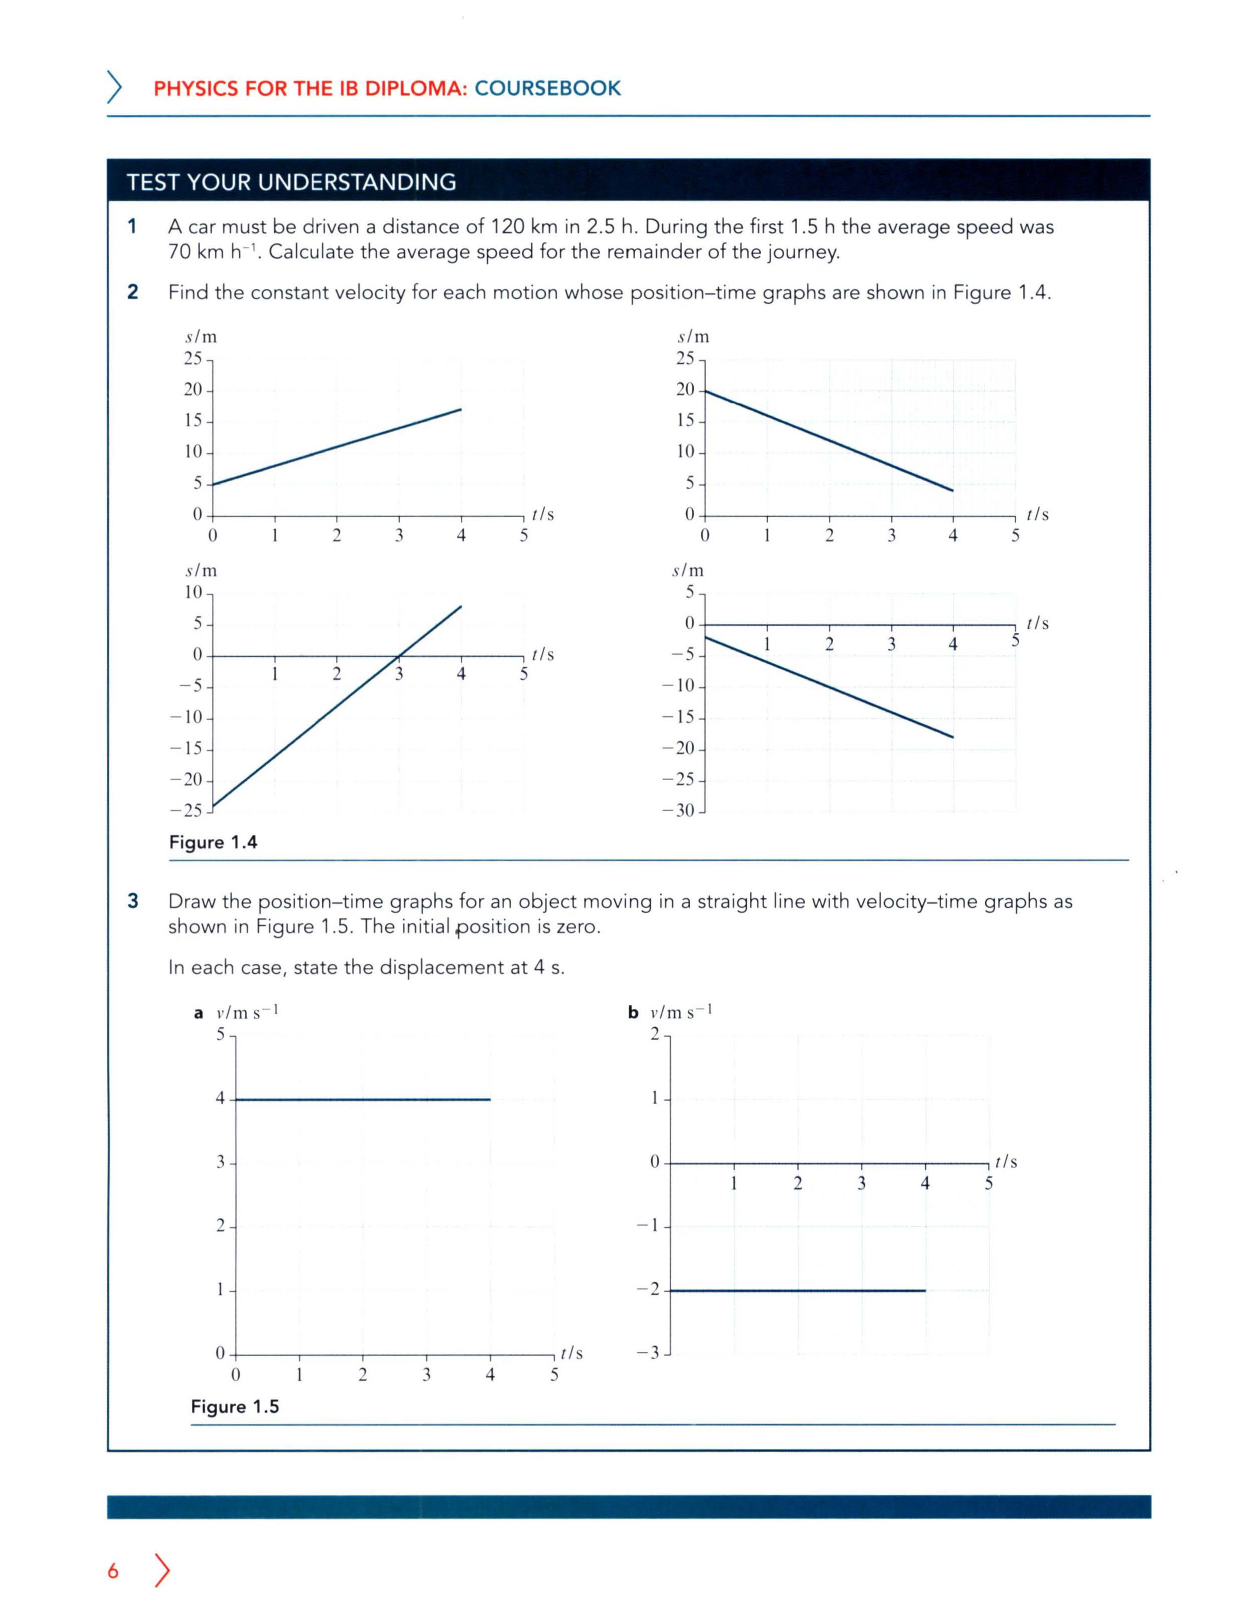 PHYSICS FOR THE IB DIPLOMA: COURSEBOOK
TEST YOUR UNDERSTANDING
1 A car must be driven a distance of 120 km in 2.5 h. During the first 1.5 h the average speed was
70 km h⁻¹. Calculate the average speed for the remainder of the journey.
2 Find the constant velocity for each motion whose position–time graphs are shown in Figure 1.4.
s/m
25
20
15
10
5
0
0 1 2 3 4 5
t/s
s/m
25
20
15
10
5
0
0 1 2 3 4 5
t/s
s/m
10
5
0
−5
−10
−15
−20
−25
1 2 3 4 5
t/s
s/m
5
0
−5
−10
−15
−20
−25
−30
1 2 3 4 5
t/s
Figure 1.4
3 Draw the position–time graphs for an object moving in a straight line with velocity–time graphs as
shown in Figure 1.5. The initial position is zero.
In each case, state the displacement at 4 s.
a v/m s⁻¹
5
4
3
2
1
0
0 1 2 3 4 5
t/s
b v/m s⁻¹
2
1
0
−1
−2
−3
1 2 3 4 5
t/s
Figure 1.5
6